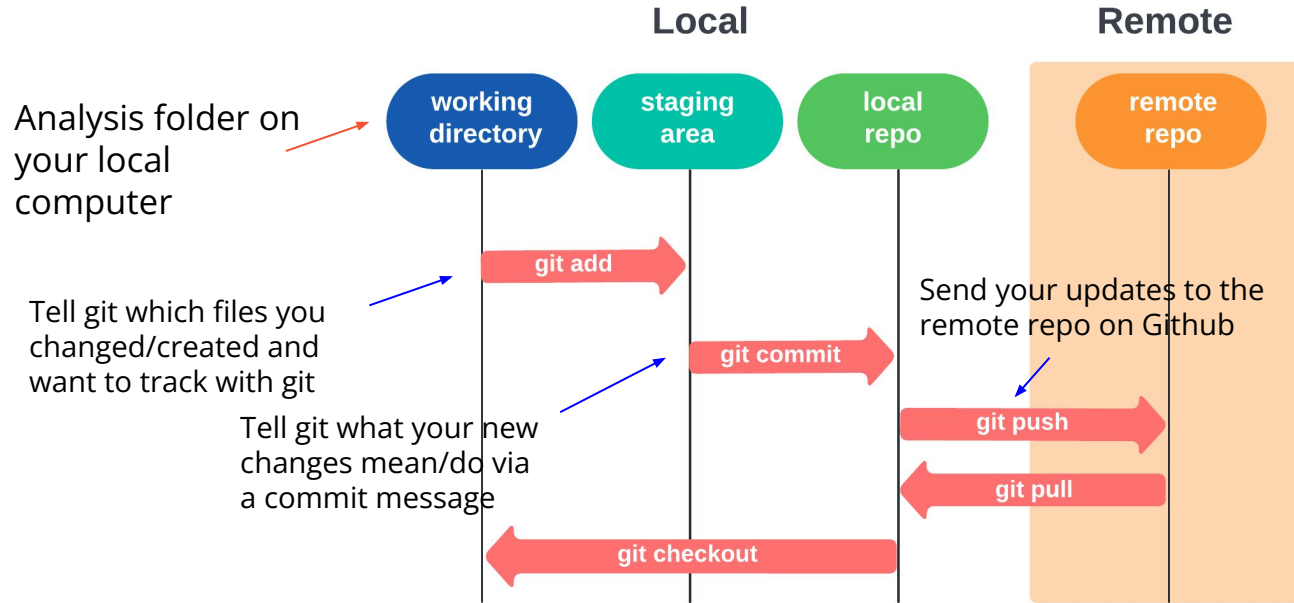 Local
Remote
working
directory
staging
area
local
repo
remote
repo
Analysis folder on
your local
computer
git add
Tell git which files you
changed/created and
want to track with git
Send your updates to the
remote repo on Github
git commit
Tell git what your new
changes mean/do via
a commit message
git push
git pull
git checkout